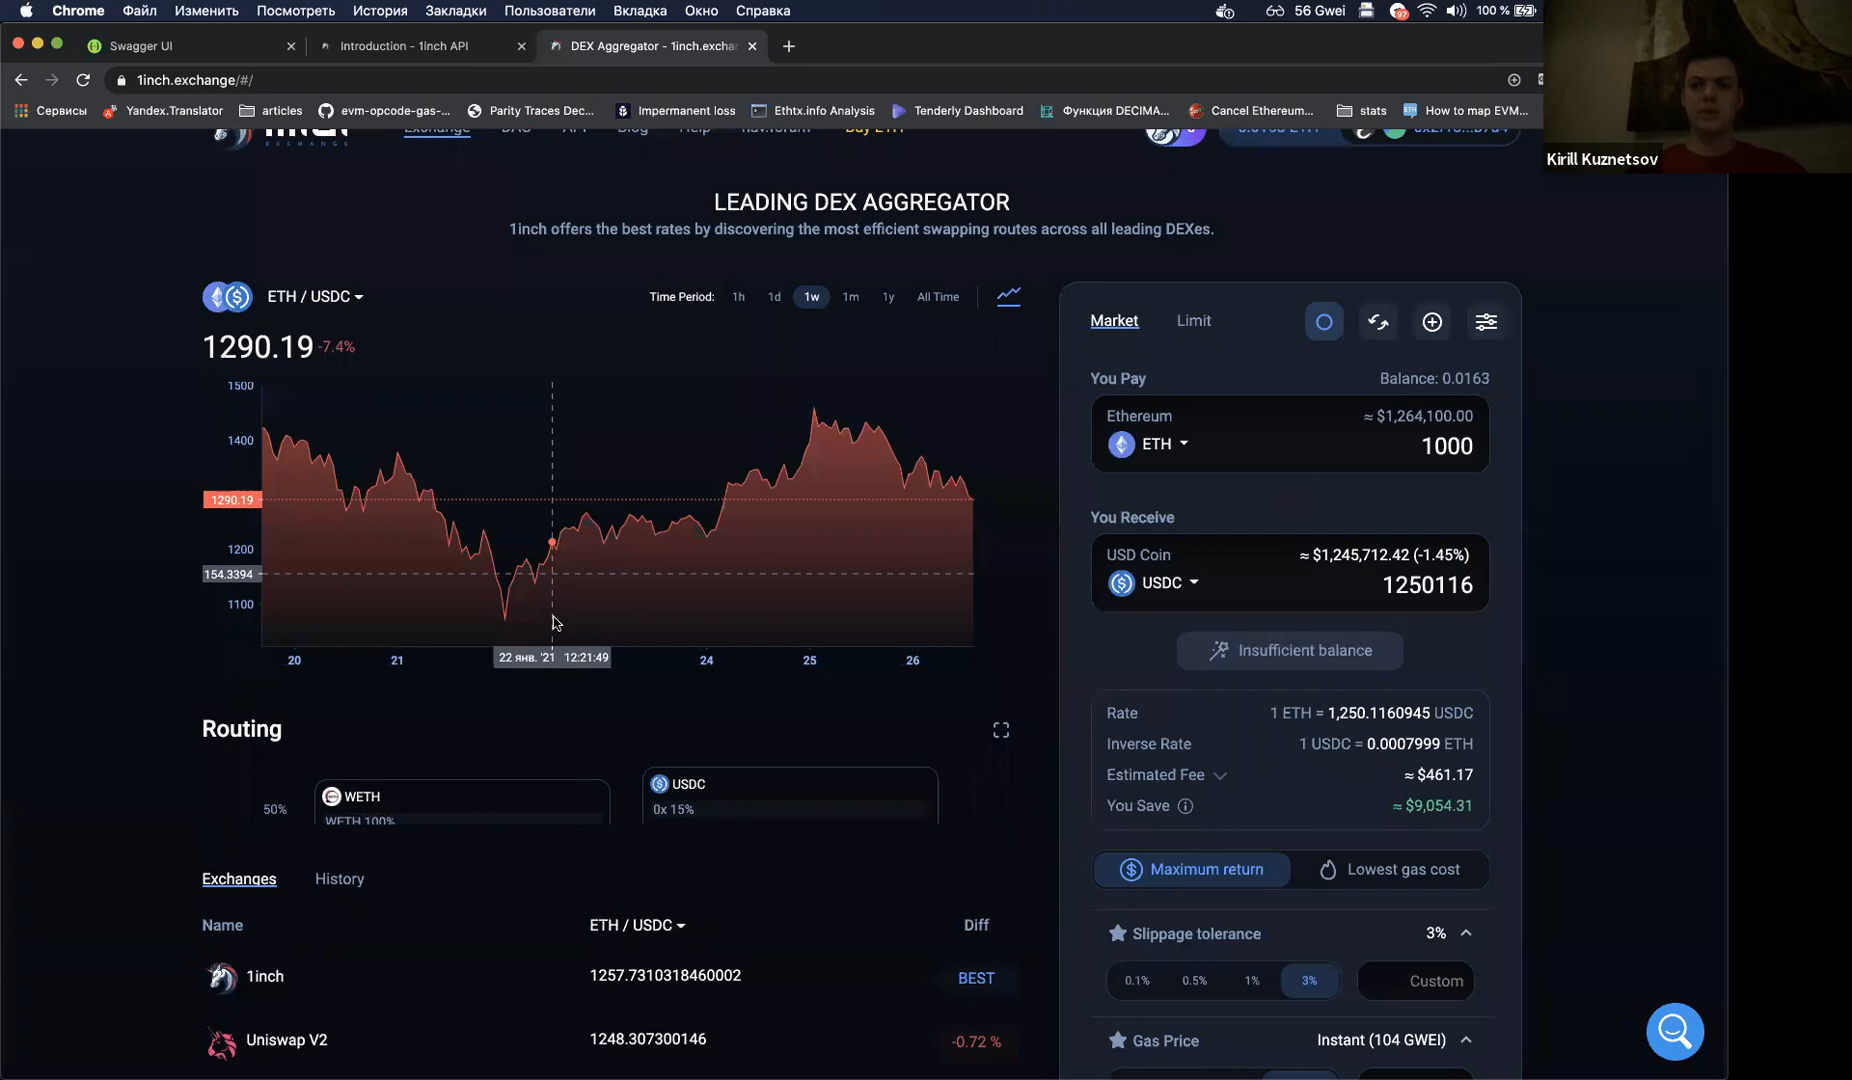 Chrome Файл Изменить Просмотреть История Закладки Пользователи Вкладка Окно Справка 56 Gwei 97 100 %
Swagger UI Introduction - 1inch API DEX Aggregator - 1inch.exchar
1inch.exchange/#/
Сервисы Yandex.Translator articles evm-opcode-gas-... Parity Traces Dec... Impermanent loss Ethtx.info Analysis Tenderly Dashboard Функция DECIMA... Cancel Ethereum... stats How to map EVM...
Kirill Kuznetsov
EXCHANGE
Exchange DAO API Blog Help Buy ETH
LEADING DEX AGGREGATOR
1inch offers the best rates by discovering the most efficient swapping routes across all leading DEXes.
ETH / USDC Time Period: 1h 1d 1w 1m 1y All Time
1290.19 -7.4%
1500
1400
1290.19
1200
154.3394
1100
20 21 22 янв. '21 12:21:49 24 25 26
Market Limit
You Pay Balance: 0.0163
Ethereum ≈ $1,264,100.00
ETH 1000
You Receive
USD Coin ≈ $1,245,712.42 (-1.45%)
USDC 1250116
Insufficient balance
Rate 1 ETH = 1,250.1160945 USDC
Inverse Rate 1 USDC = 0.0007999 ETH
Estimated Fee ≈ $461.17
You Save ≈ $9,054.31
Maximum return Lowest gas cost
Slippage tolerance 3%
0.1% 0.5% 1% 3% Custom
Gas Price Instant (104 GWEI)
Routing
50% WETH
WETH 100%
USDC
0x 15%
Exchanges History
Name ETH / USDC Diff
1inch 1257.7310318460002 BEST
Uniswap V2 1248.307300146 -0.72 %